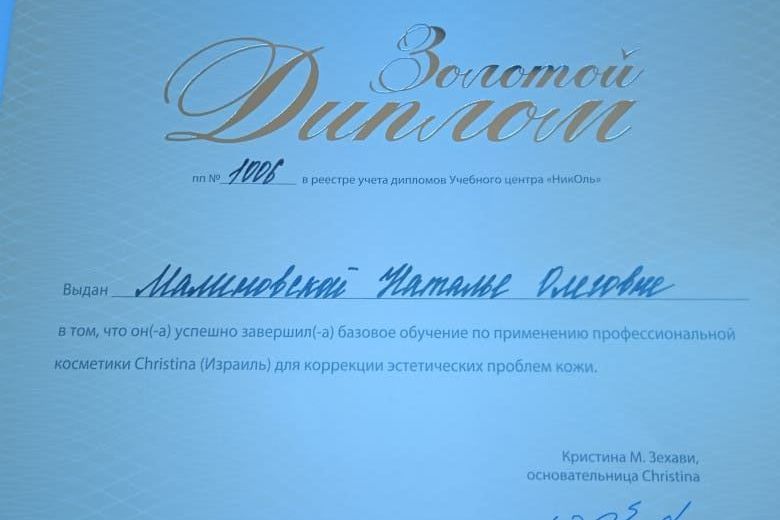 Золотой
Диплом
пп № 1006 в реестре учета дипломов Учебного центра «НикОль»
Выдан Малиновской Наталье Олеговне
в том, что он(-а) успешно завершил(-а) базовое обучение по применению профессиональной
косметики Christina (Израиль) для коррекции эстетических проблем кожи.
Кристина М. Зехави,
основательница Christina